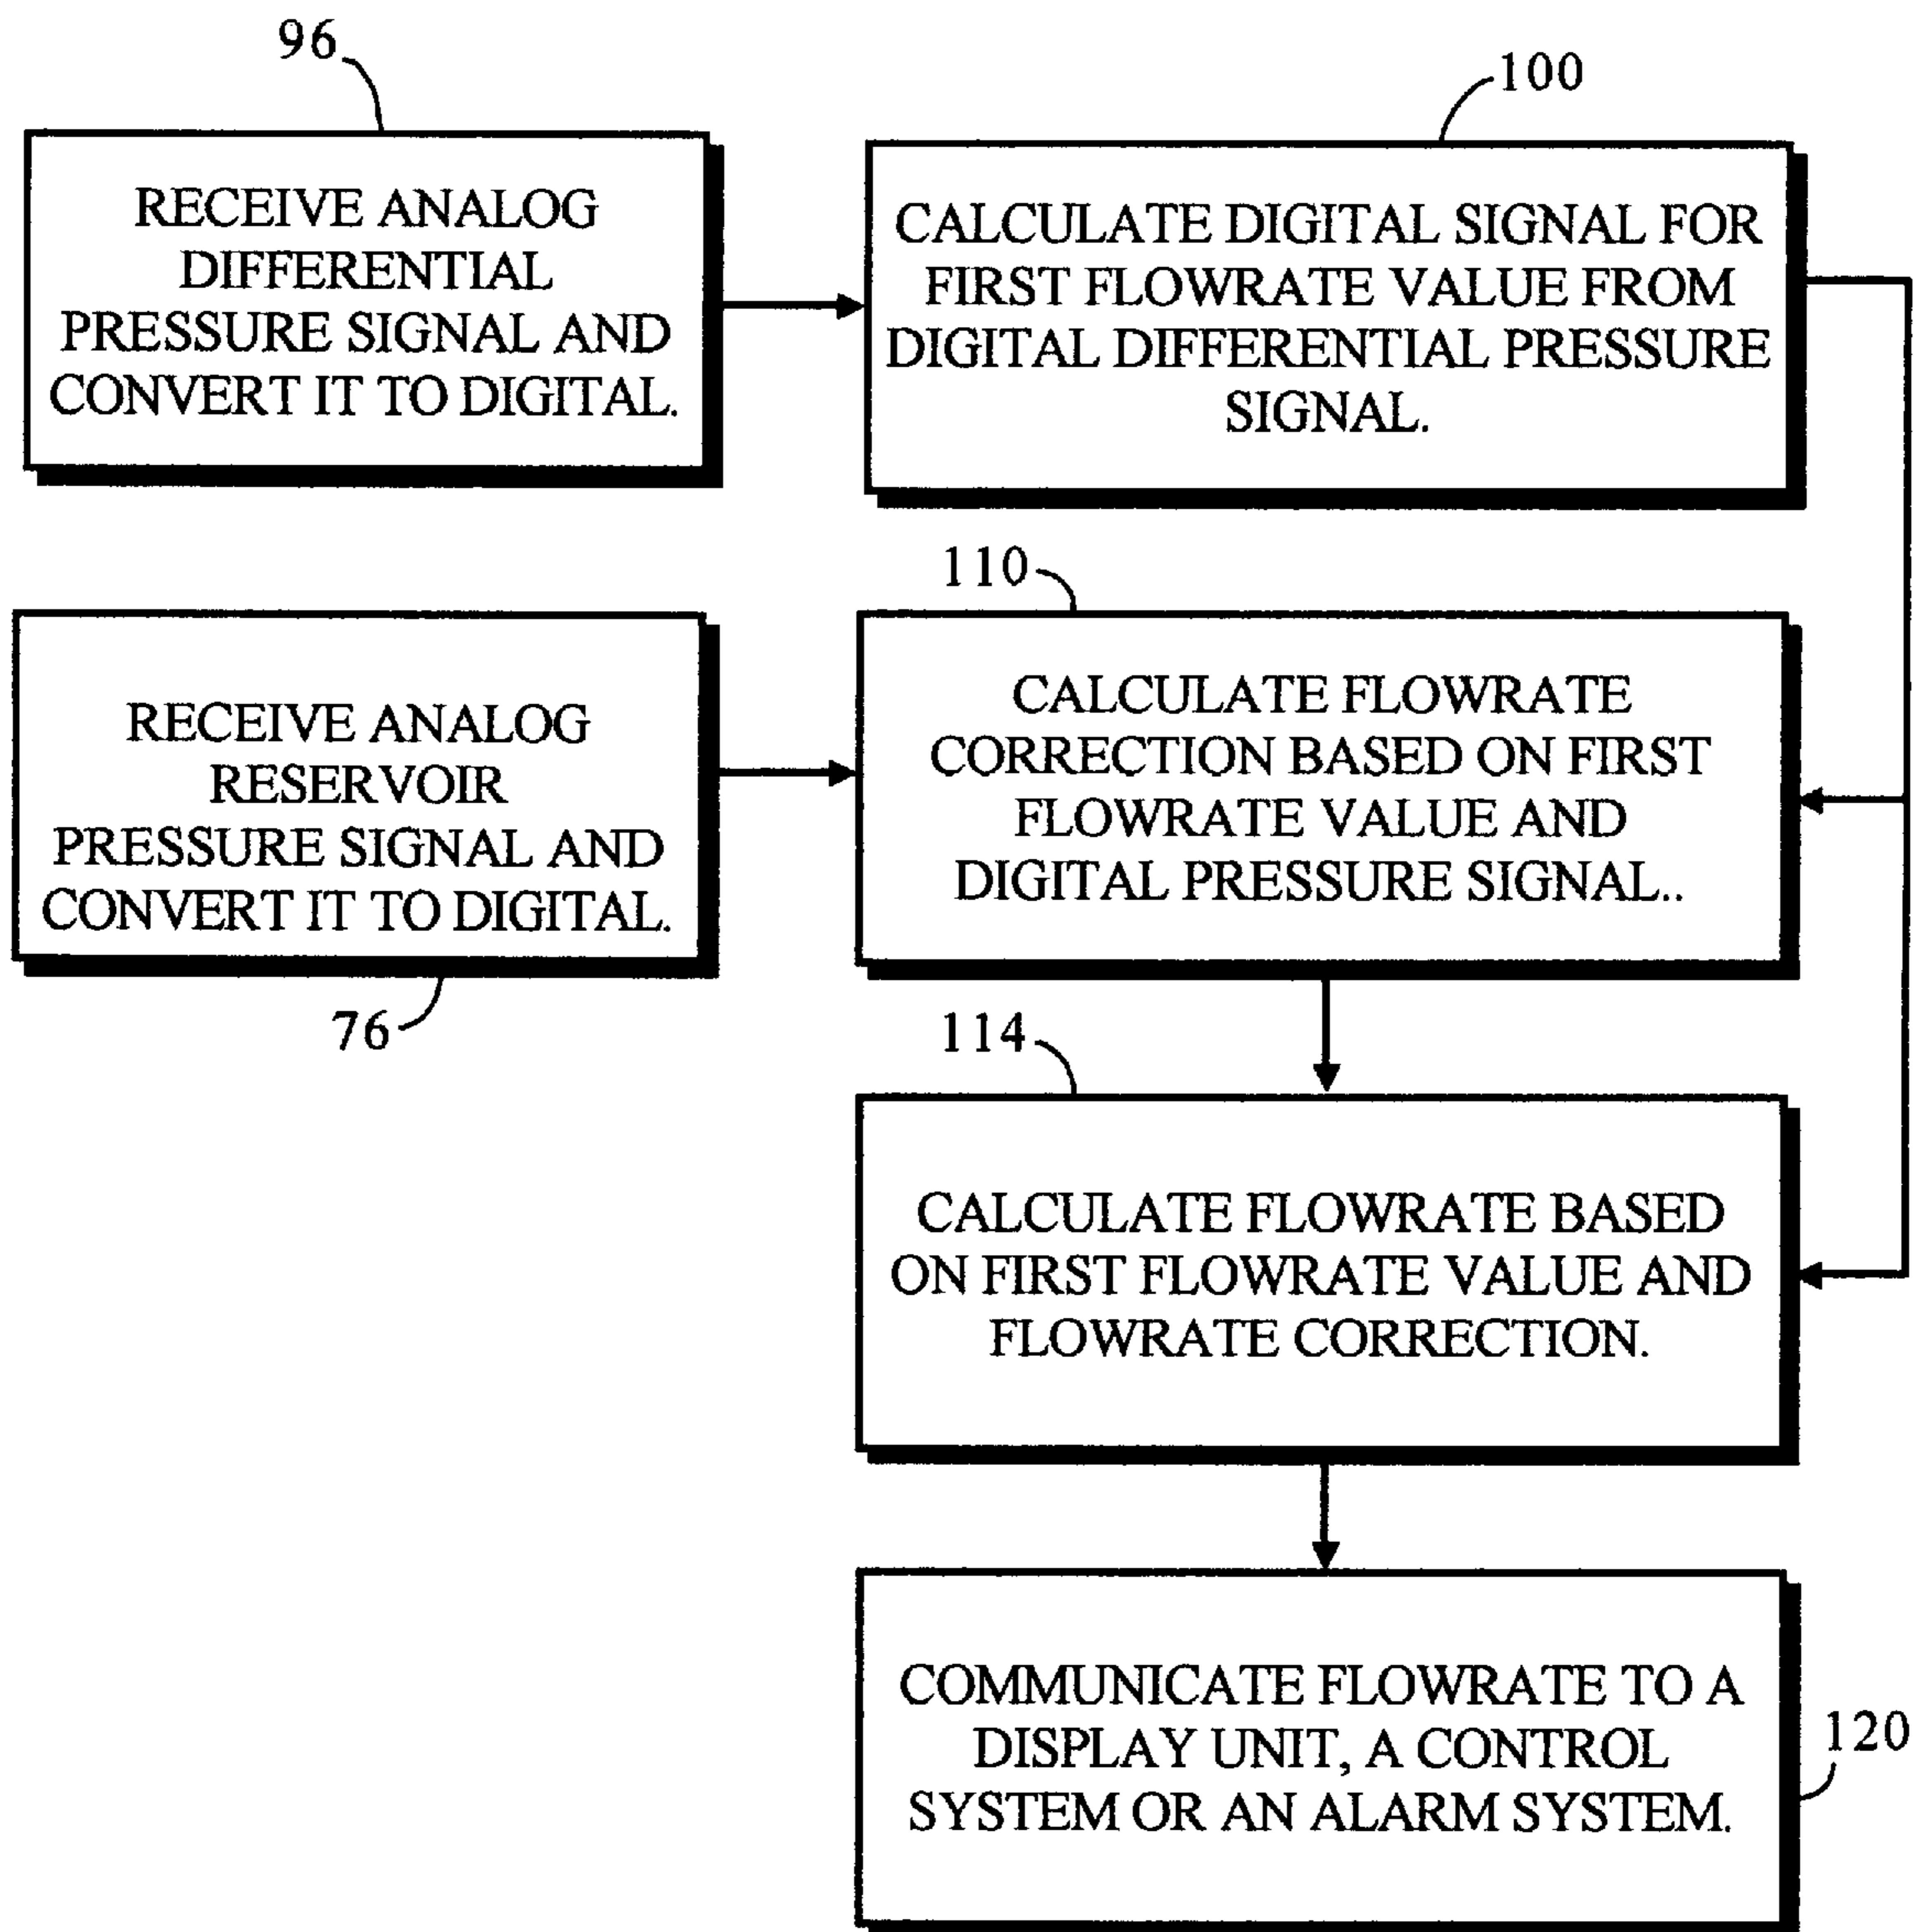 96
RECEIVE ANALOG
DIFFERENTIAL
PRESSURE SIGNAL AND
CONVERT IT TO DIGITAL.
100
CALCULATE DIGITAL SIGNAL FOR
FIRST FLOWRATE VALUE FROM
DIGITAL DIFFERENTIAL PRESSURE
SIGNAL.
RECEIVE ANALOG
RESERVOIR
PRESSURE SIGNAL AND
CONVERT IT TO DIGITAL.
76
110
CALCULATE FLOWRATE
CORRECTION BASED ON FIRST
FLOWRATE VALUE AND
DIGITAL PRESSURE SIGNAL..
114
CALCULATE FLOWRATE BASED
ON FIRST FLOWRATE VALUE AND
FLOWRATE CORRECTION.
COMMUNICATE FLOWRATE TO A
DISPLAY UNIT, A CONTROL
SYSTEM OR AN ALARM SYSTEM.
120